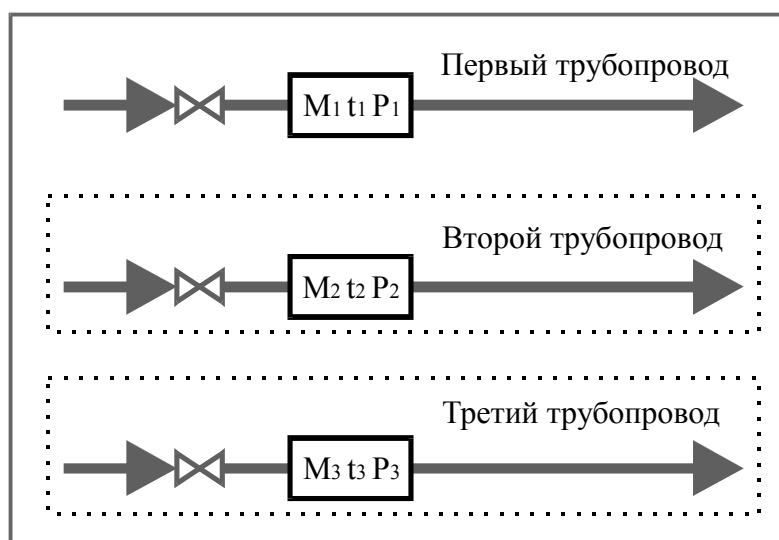 Первый трубопровод
M₁ t₁ P₁
Второй трубопровод
M₂ t₂ P₂
Третий трубопровод
M₃ t₃ P₃